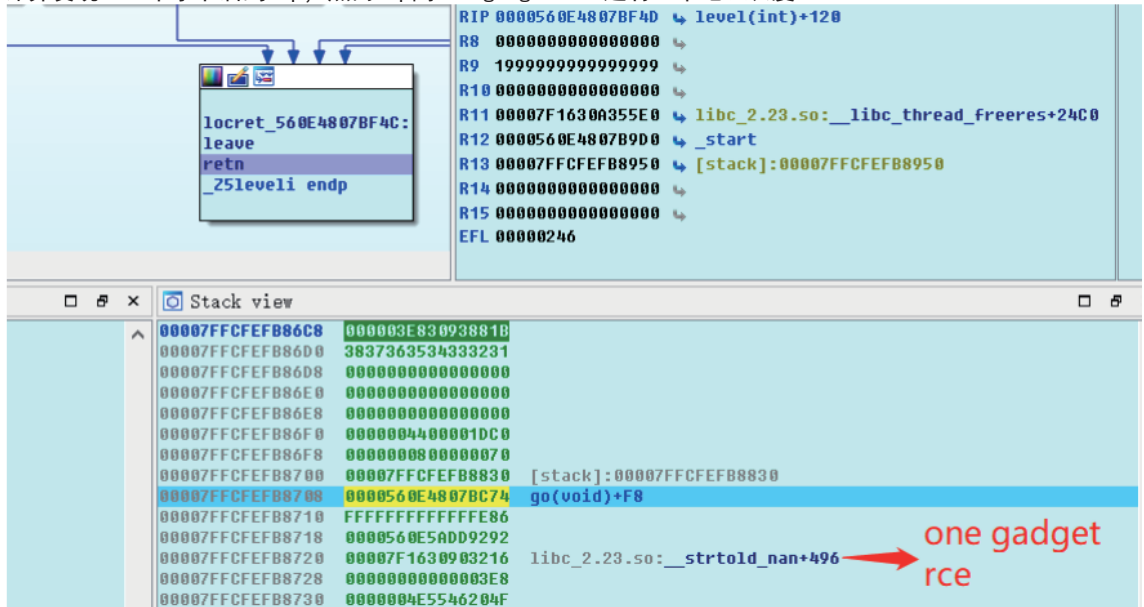 RIP 0000560E4807BF4D level(int)+120
R8 0000000000000000
R9 1999999999999999
R10 0000000000000000
R11 00007F1630A355E0 libc_2.23.so:__libc_thread_freeres+24C0
R12 0000560E4807B9D0 _start
R13 00007FFCFEFB8950 [stack]:00007FFCFEFB8950
R14 0000000000000000
R15 0000000000000000
EFL 00000246
locret_560E4807BF4C:
leave
retn
_Z5leveli endp
Stack view
00007FFCFEFB86C8 000003E83093881B
00007FFCFEFB86D0 3837363534333231
00007FFCFEFB86D8 0000000000000000
00007FFCFEFB86E0 0000000000000000
00007FFCFEFB86E8 0000000000000000
00007FFCFEFB86F0 0000004400001DC0
00007FFCFEFB86F8 0000000800000070
00007FFCFEFB8700 00007FFCFEFB8830 [stack]:00007FFCFEFB8830
00007FFCFEFB8708 0000560E4807BC74 go(void)+F8
00007FFCFEFB8710 FFFFFFFFFFFFFE86
00007FFCFEFB8718 0000560E5ADD9292
00007FFCFEFB8720 00007F1630903216 libc_2.23.so:__strtold_nan+496
00007FFCFEFB8728 00000000000003E8
00007FFCFEFB8730 0000004E5546204F
one gadget
rce